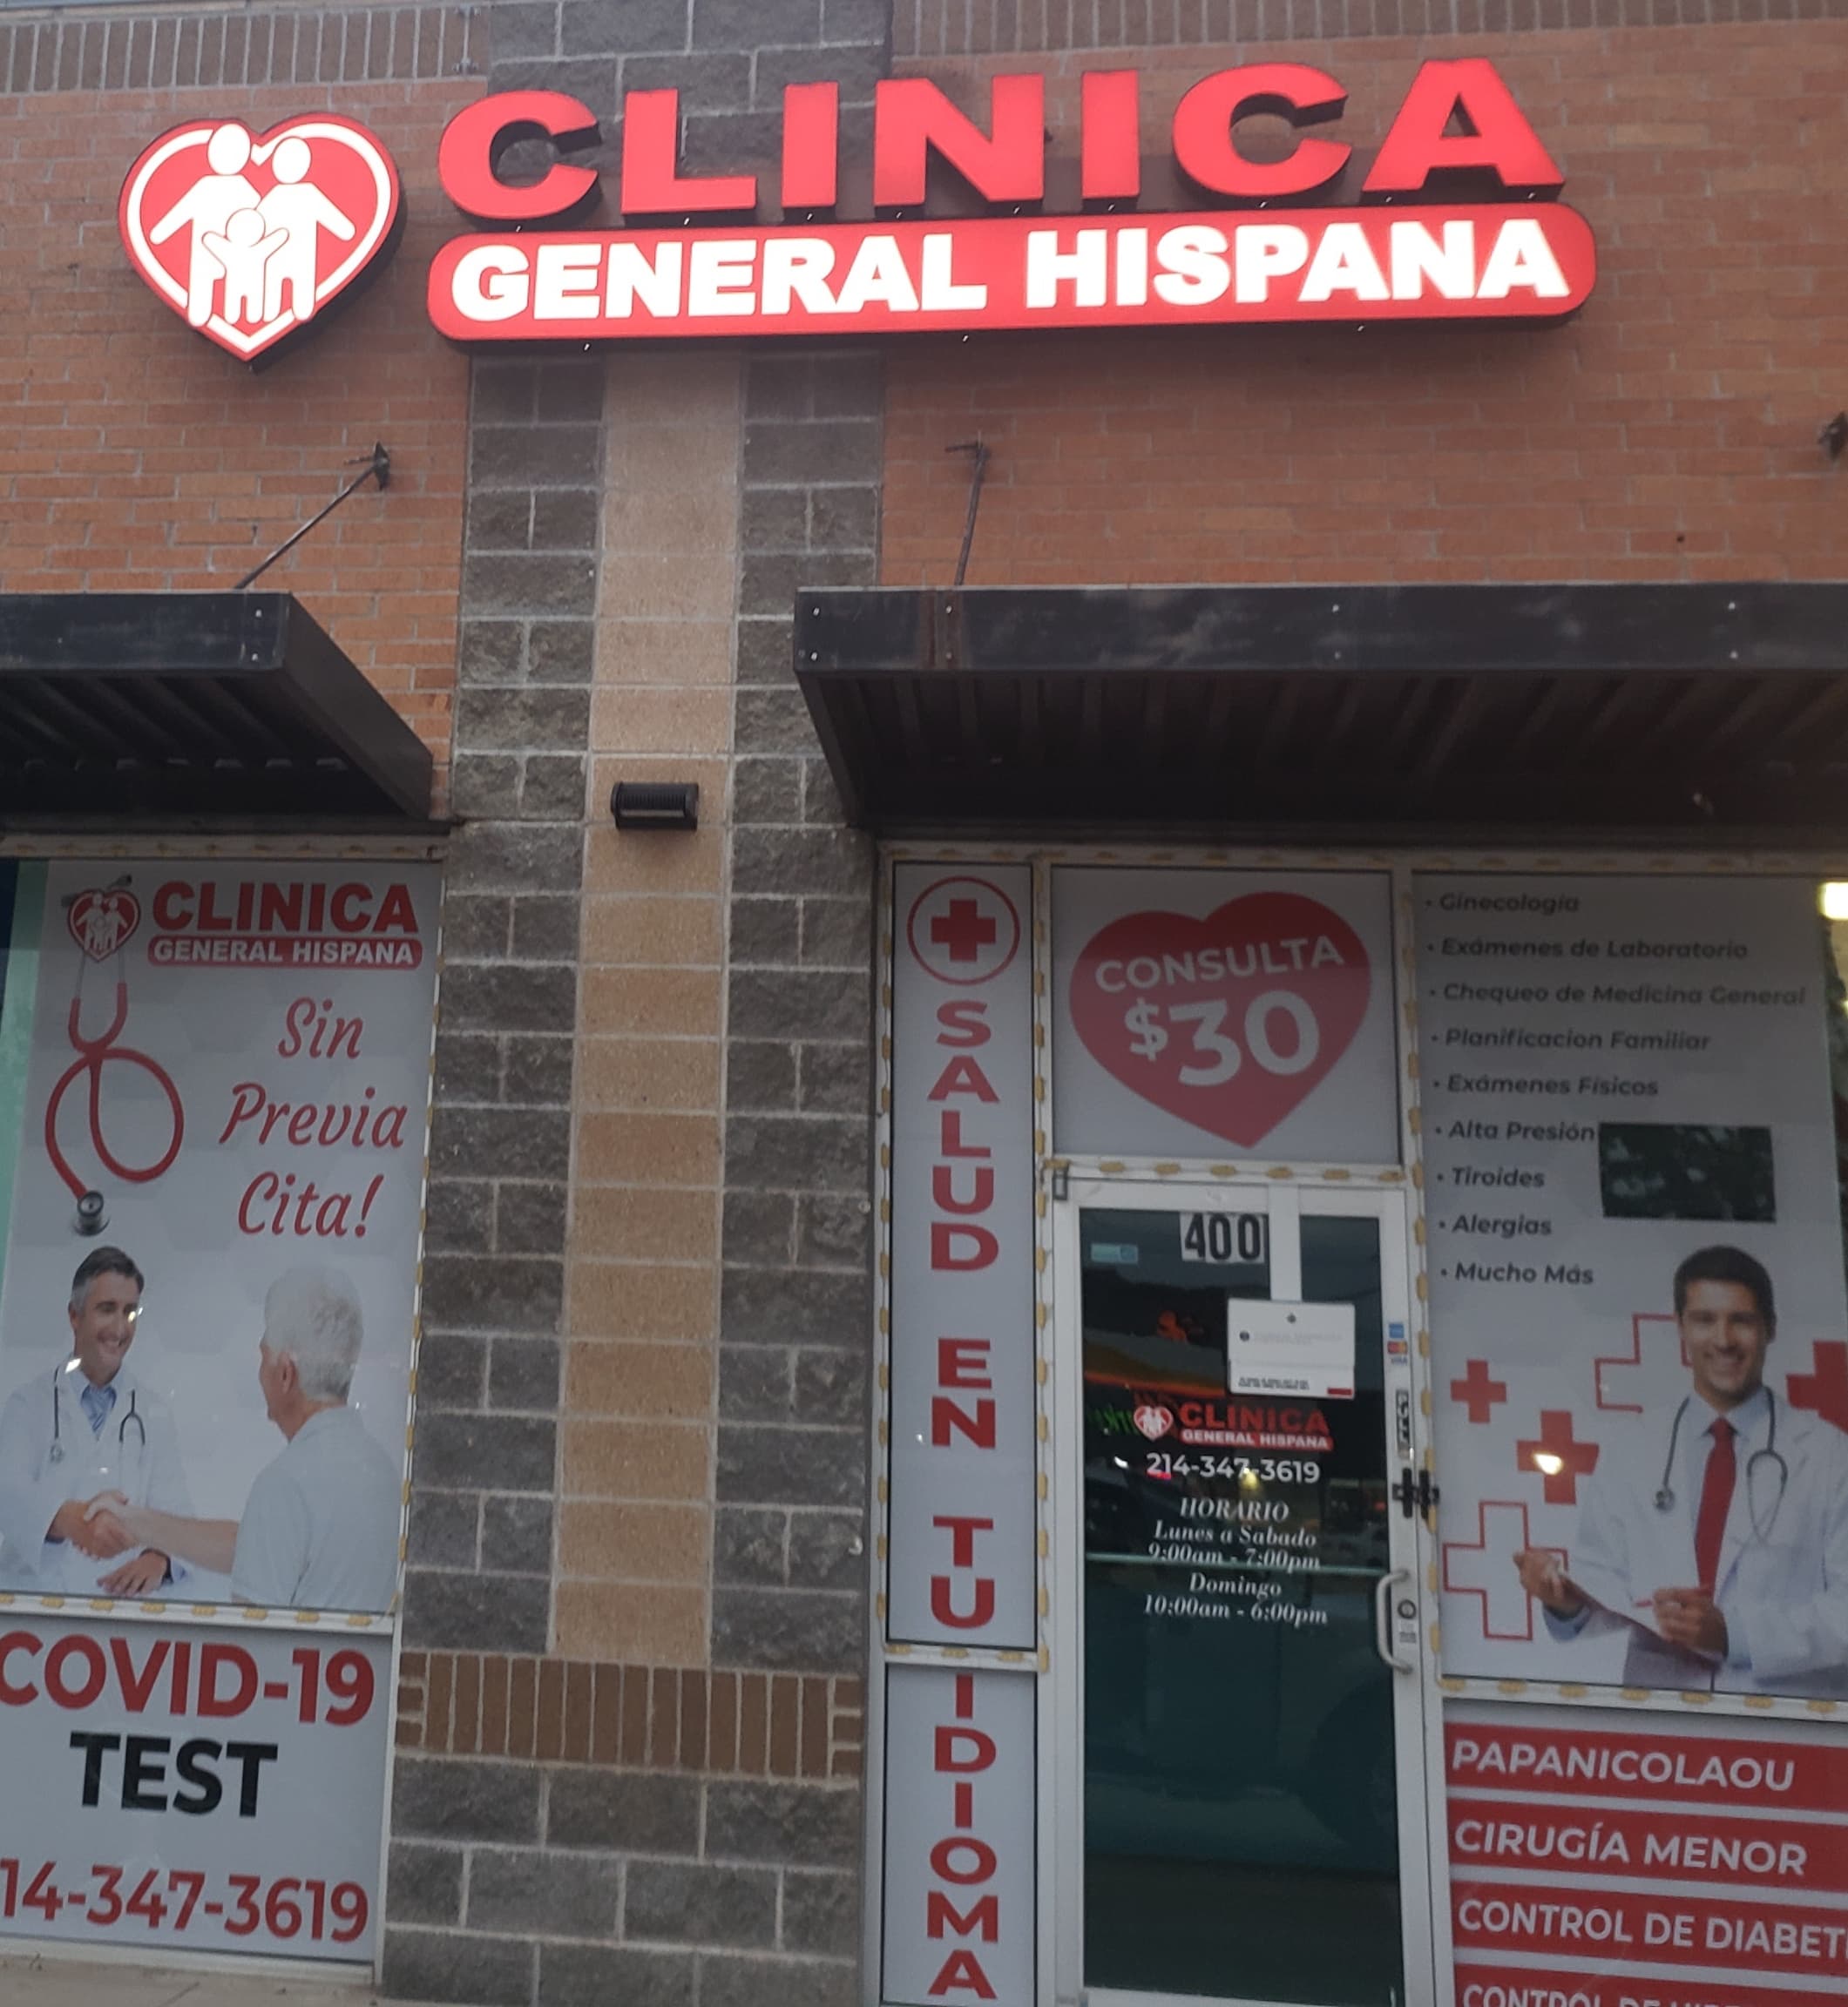 CLINICA
GENERAL HISPANA
CLINICA
GENERAL HISPANA
Sin
Previa
Cita!
COVID-19
TEST
14-347-3619
SALUD EN TU IDIOMA
CONSULTA
$30
400
CLINICA
GENERAL HISPANA
214-347-3619
HORARIO
Lunes a Sabado
9:00am - 7:00pm
Domingo
10:00am - 6:00pm
• Ginecología
• Exámenes de Laboratorio
• Chequeo de Medicina General
• Planificacion Familiar
• Exámenes Físicos
• Alta Presión
• Tiroides
• Alergias
• Mucho Más
PAPANICOLAOU
CIRUGÍA MENOR
CONTROL DE DIABET
CONTROL DE